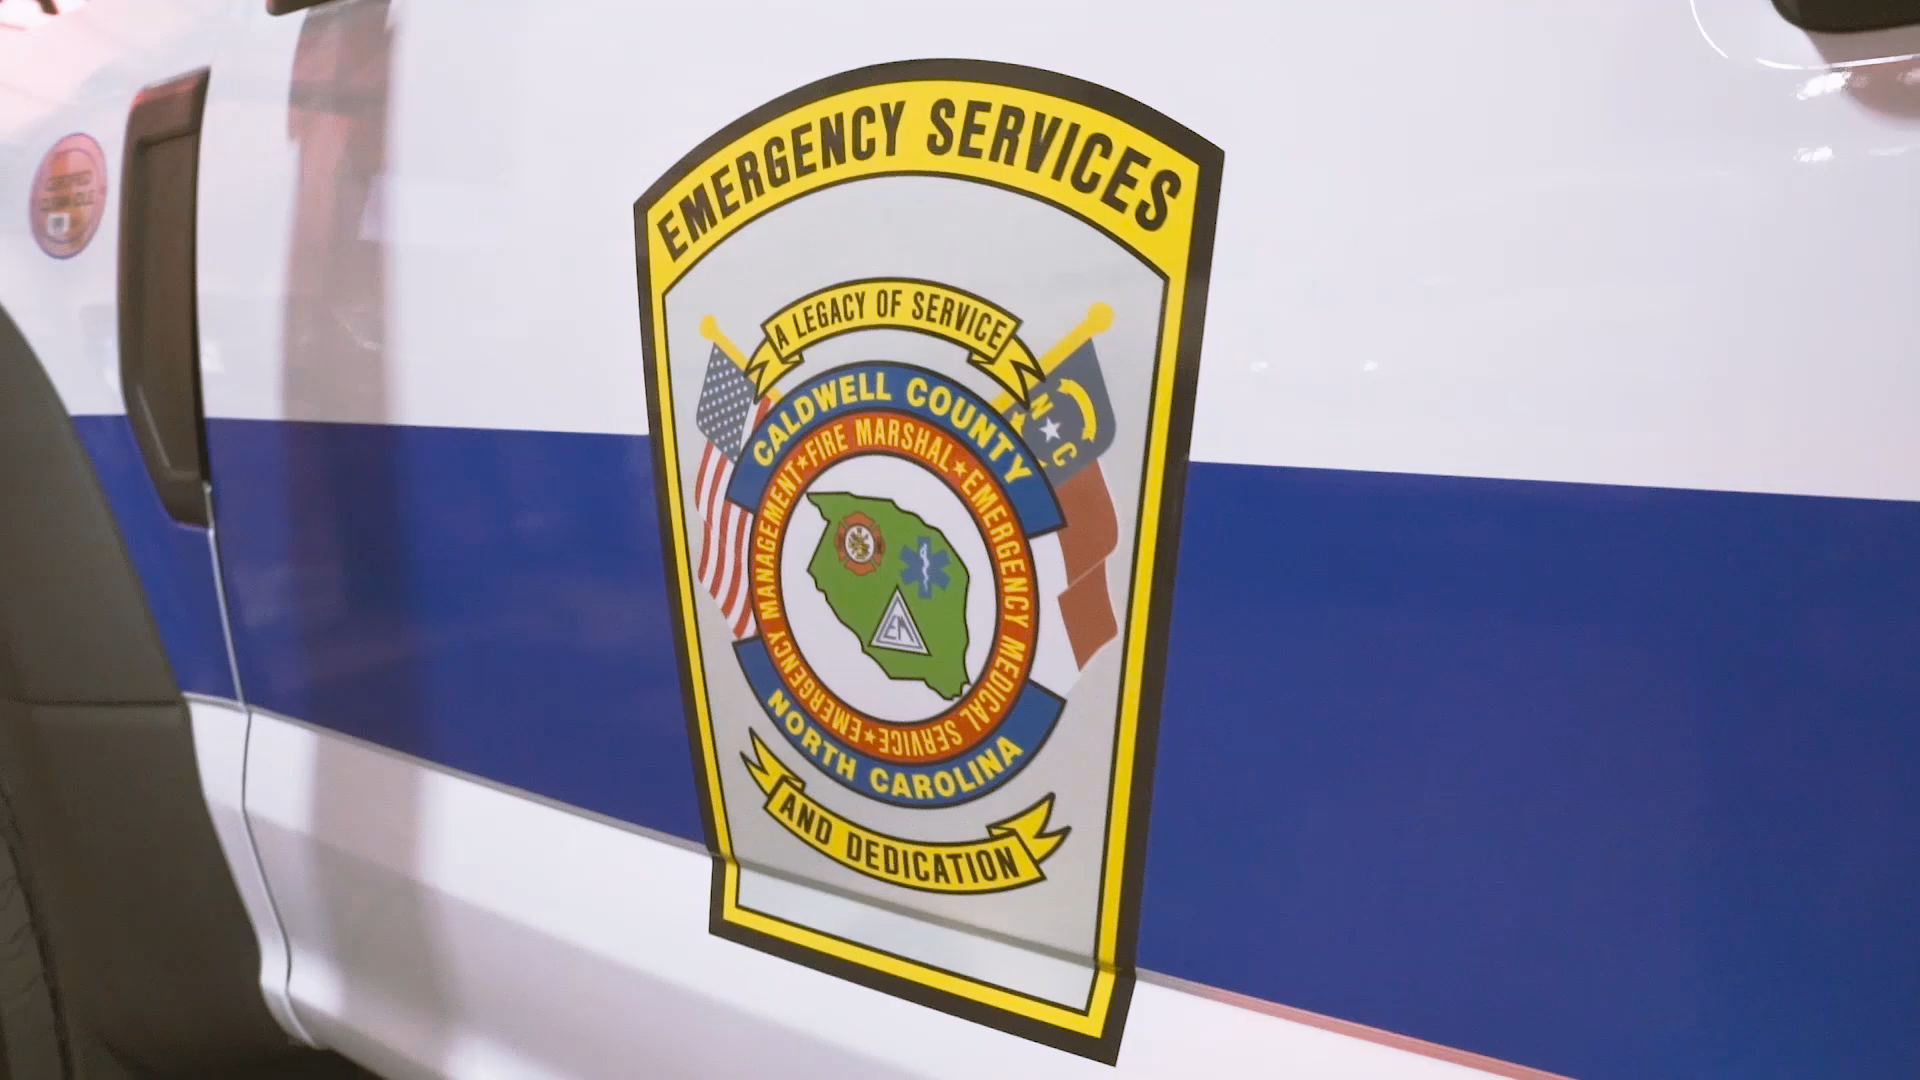 EMERGENCY SERVICES
A LEGACY OF SERVICE
CALDWELL COUNTY
FIRE MARSHAL★EMERGENCY MEDICAL SERVICE★EMERGENCY MANAGEMENT★
N★C
EM
NORTH CAROLINA
AND DEDICATION